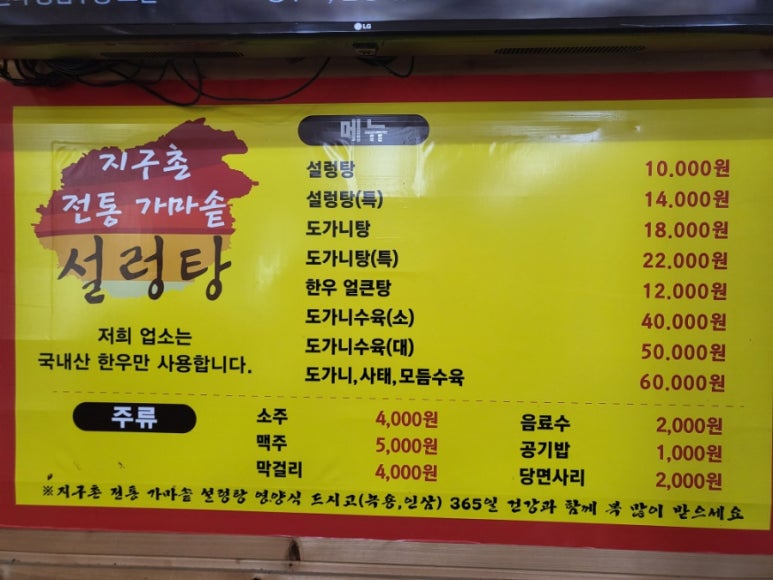 LG
지구촌
전통 가마솥
설렁탕
저희 업소는
국내산 한우만 사용합니다.
메뉴
설렁탕 10.000원
설렁탕(특) 14.000원
도가니탕 18.000원
도가니탕(특) 22.000원
한우 얼큰탕 12.000원
도가니수육(소) 40.000원
도가니수육(대) 50.000원
도가니,사태,모듬수육 60.000원
주류
소주 4,000원 음료수 2,000원
맥주 5,000원 공기밥 1,000원
막걸리 4,000원 당면사리 2,000원
※지구촌 전통 가마솥 설렁탕 영양식 드시고(녹용,인삼) 365일 건강과 함께 복 많이 받으세요